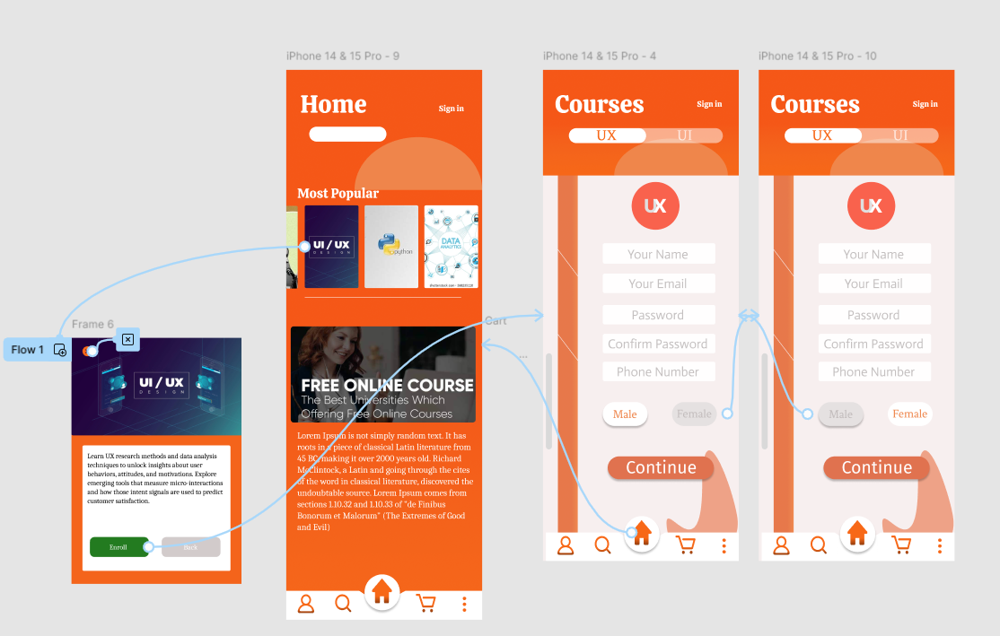 iPhone 14 & 15 Pro - 9
iPhone 14 & 15 Pro - 4
iPhone 14 & 15 Pro - 10
Flow 1
Frame 6
UI / UX
DESIGN
Learn UX research methods and data analysis
techniques to unlock insights about user
behaviors, attitudes, and motivations. Explore
emerging tools that measure micro-interactions
and how those intent signals are used to predict
customer satisfaction.
Enroll
Back
Home
Sign in
Most Popular
UI / UX
DESIGN
python
DATA
ANALYTICS
Cart
...
FREE ONLINE COURSE
The Best Universities Which
Offering Free Online Courses
Lorem Ipsum is not simply random text. It has
roots in a piece of classical Latin literature from
45 BC, making it over 2000 years old. Richard
McClintock, a Latin and going through the cites
of the word in classical literature, discovered the
undoubtable source. Lorem Ipsum comes from
sections 1.10.32 and 1.10.33 of "de Finibus
Bonorum et Malorum" (The Extremes of Good
and Evil)
Courses
Sign in
UX
UI
UX
Your Name
Your Email
Password
Confirm Password
Phone Number
Male
Female
Continue
Courses
Sign in
UX
UI
UX
Your Name
Your Email
Password
Confirm Password
Phone Number
Male
Female
Continue